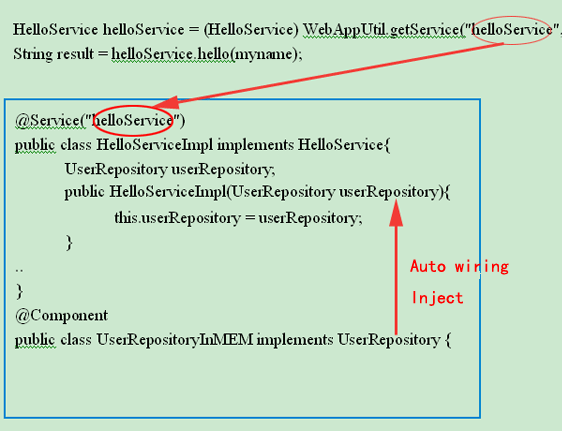 HelloService helloService = (HelloService) WebAppUtil.getService("helloService",
String result = helloService.hello(myname);
@Service("helloService")
public class HelloServiceImpl implements HelloService{
UserRepository userRepository;
public HelloServiceImpl(UserRepository userRepository){
this.userRepository = userRepository;
}
..
}
Auto wiring
Inject
@Component
public class UserRepositoryInMEM implements UserRepository {